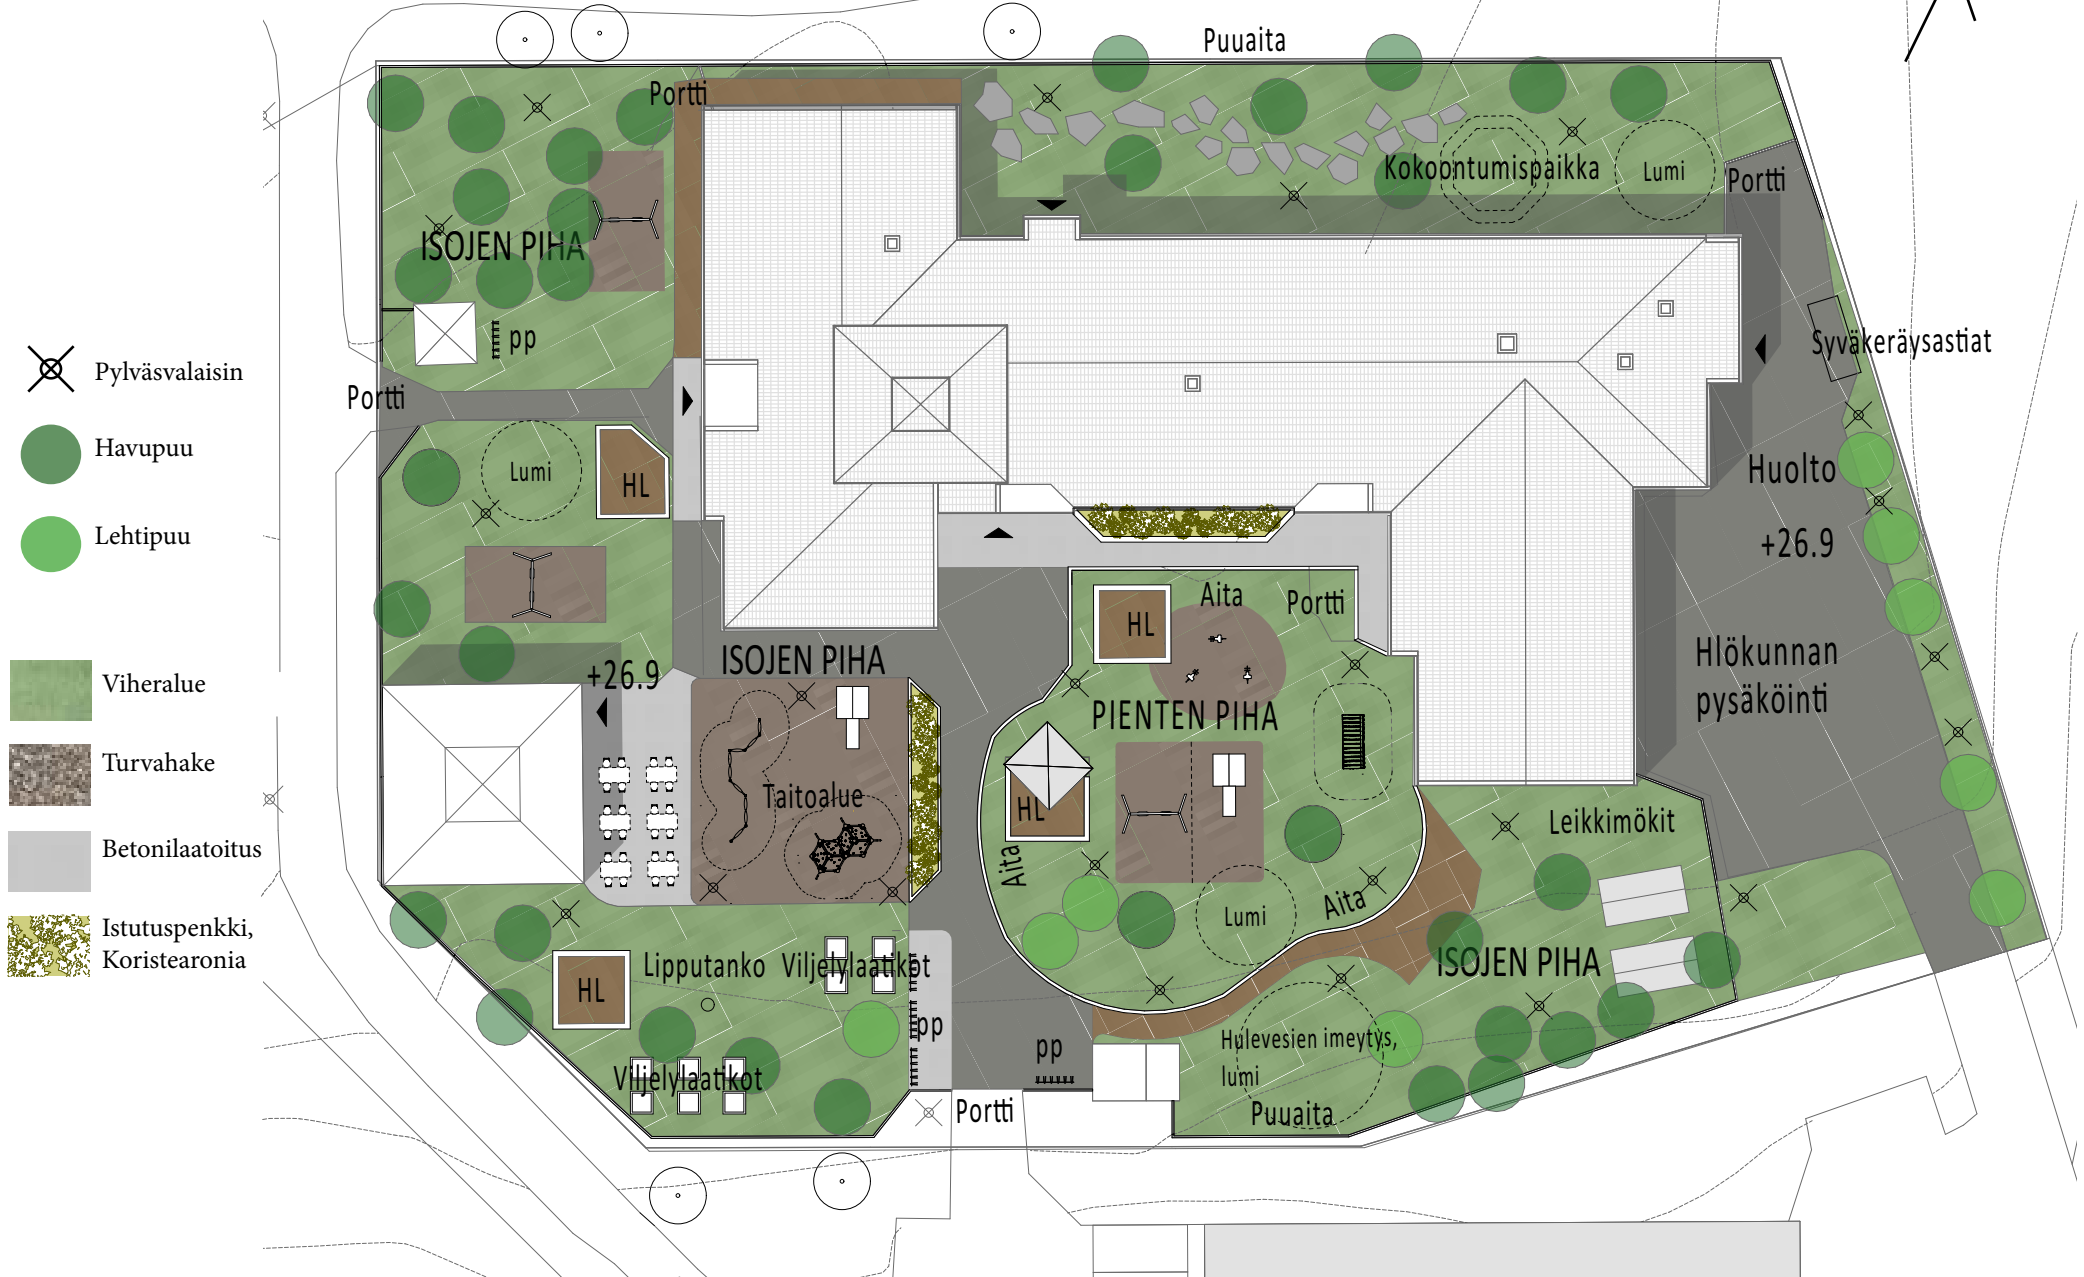 Puuaita
Portti
Kokoontumispaikka
Lumi
Portti
ISOJEN PIHA
pp
Syväkeräysastiat
Pylväsvalaisin
Portti
Havupuu
Lumi
HL
Huolto
Lehtipuu
+26.9
Aita
Portti
HL
Hlökunnan
pysäköinti
ISOJEN PIHA
+26.9
Viheralue
PIENTEN PIHA
Turvahake
Taitoalue
HL
Leikkimökit
Betonilaatoitus
Aita
Aita
Lumi
Istutuspenkki,
Koristearonia
Lipputanko
Viljelylaatikot
ISOJEN PIHA
HL
pp
pp
Hulevesien imeytys,
lumi
Viljelylaatikot
Portti
Puuaita